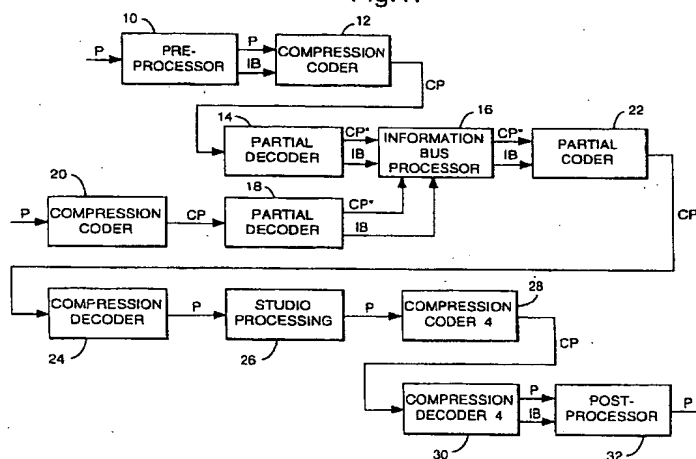 Fig.1.
10
12
P
PRE-
PROCESSOR
P
IB
COMPRESSION
CODER
CP
14
16
22
PARTIAL
DECODER
CP*
IB
INFORMATION
BUS
PROCESSOR
CP*
IB
PARTIAL
CODER
20
18
P
COMPRESSION
CODER
CP
PARTIAL
DECODER
CP*
IB
CP
28
COMPRESSION
DECODER
P
STUDIO
PROCESSING
P
COMPRESSION
CODER 4
24
26
CP
COMPRESSION
DECODER 4
P
IB
POST-
PROCESSOR
P
30
32